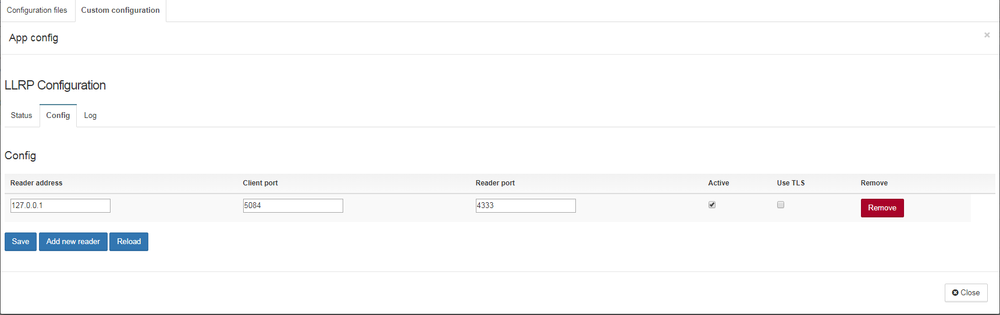 Configuration files Custom configuration
App config ×
LLRP Configuration
Status Config Log
Config
Reader address Client port Reader port Active Use TLS Remove
127.0.0.1 5084 4333 Remove
Save Add new reader Reload
Close